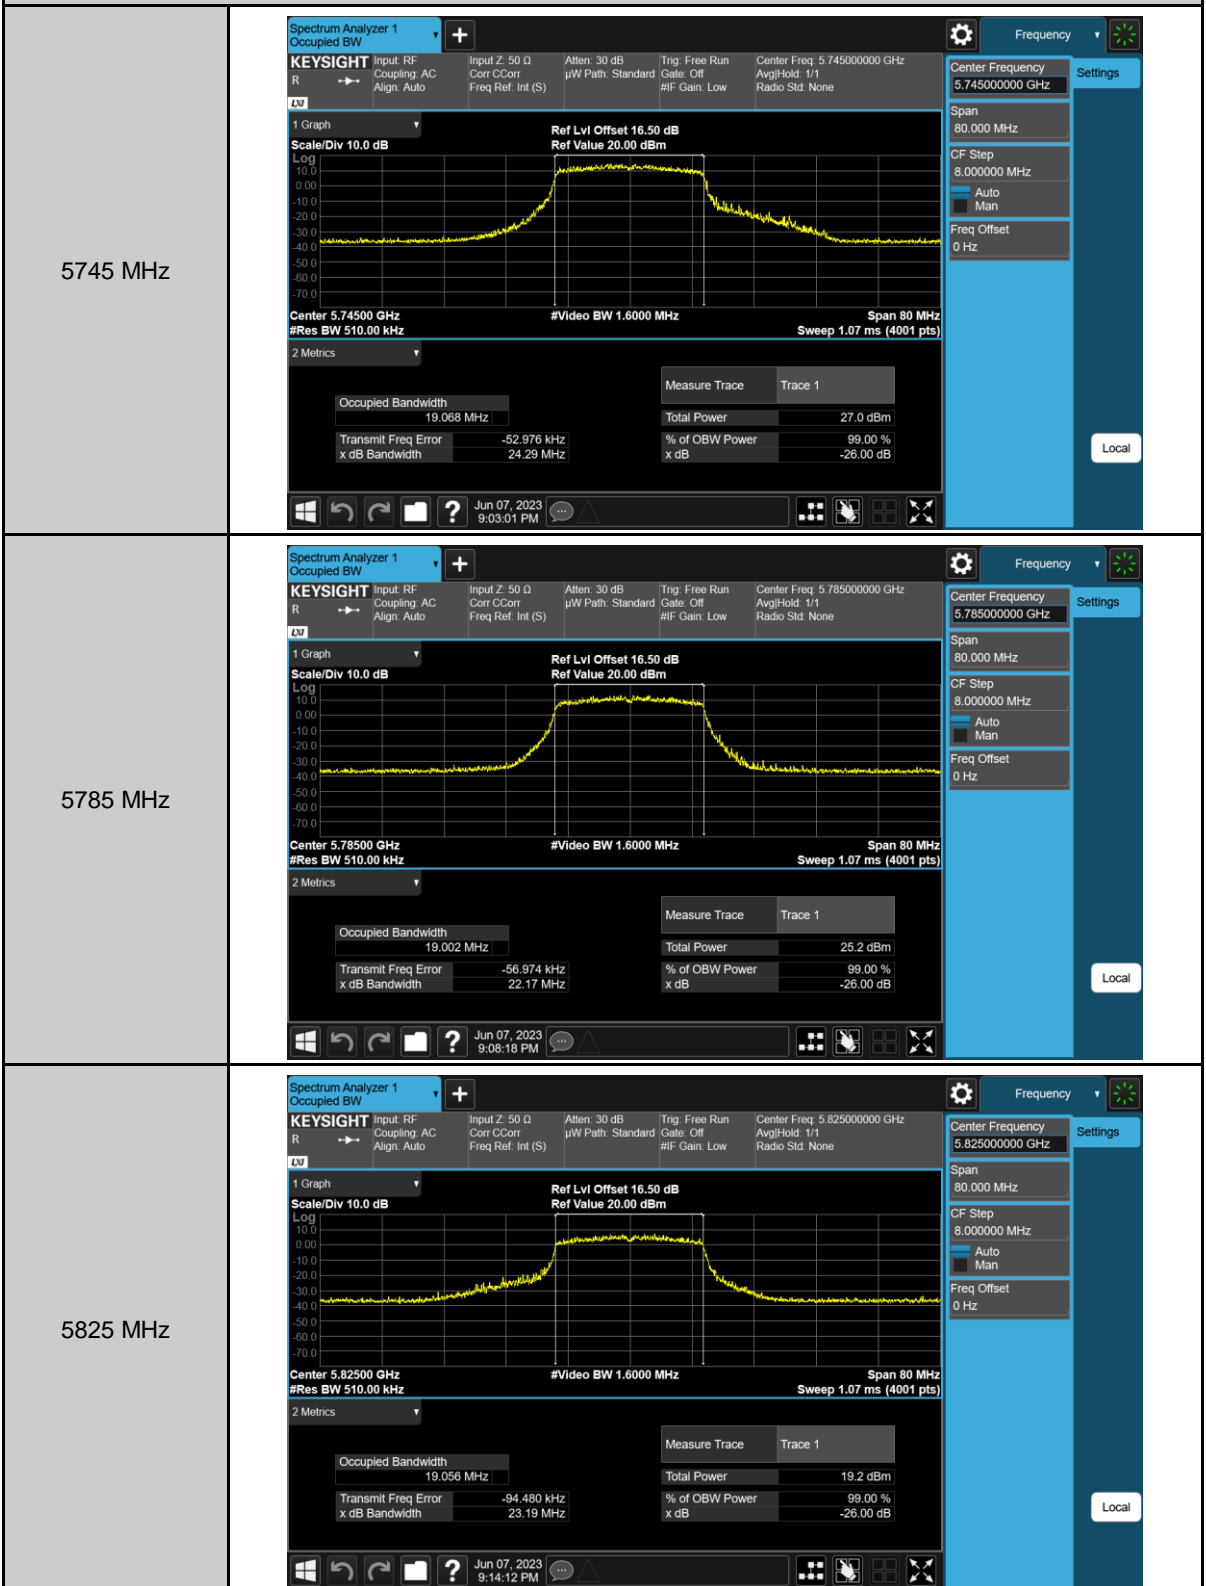 5745 MHz
Spectrum Analyzer 1
Occupied BW
Frequency
KEYSIGHT
R
LXI
Input: RF
Coupling: AC
Align: Auto
Input Z: 50 Ω
Corr CCorr
Freq Ref: Int (S)
Atten: 30 dB
µW Path: Standard
Trig: Free Run
Gate: Off
#IF Gain: Low
Center Freq: 5.745000000 GHz
Avg|Hold: 1/1
Radio Std: None
Center Frequency
5.745000000 GHz
Settings
Span
80.000 MHz
CF Step
8.000000 MHz
Auto
Man
Freq Offset
0 Hz
Local
1 Graph
Scale/Div 10.0 dB
Ref Lvl Offset 16.50 dB
Ref Value 20.00 dBm
Log
10.0
0.00
-10.0
-20.0
-30.0
-40.0
-50.0
-60.0
-70.0
Center 5.74500 GHz
#Res BW 510.00 kHz
#Video BW 1.6000 MHz
Span 80 MHz
Sweep 1.07 ms (4001 pts)
2 Metrics
Measure Trace Trace 1
Occupied Bandwidth
19.068 MHz
Total Power 27.0 dBm
Transmit Freq Error -52.976 kHz
% of OBW Power 99.00 %
x dB Bandwidth 24.29 MHz
x dB -26.00 dB
Jun 07, 2023
9:03:01 PM
5785 MHz
Spectrum Analyzer 1
Occupied BW
Frequency
KEYSIGHT
R
LXI
Input: RF
Coupling: AC
Align: Auto
Input Z: 50 Ω
Corr CCorr
Freq Ref: Int (S)
Atten: 30 dB
µW Path: Standard
Trig: Free Run
Gate: Off
#IF Gain: Low
Center Freq: 5.785000000 GHz
Avg|Hold: 1/1
Radio Std: None
Center Frequency
5.785000000 GHz
Settings
Span
80.000 MHz
CF Step
8.000000 MHz
Auto
Man
Freq Offset
0 Hz
Local
1 Graph
Scale/Div 10.0 dB
Ref Lvl Offset 16.50 dB
Ref Value 20.00 dBm
Log
10.0
0.00
-10.0
-20.0
-30.0
-40.0
-50.0
-60.0
-70.0
Center 5.78500 GHz
#Res BW 510.00 kHz
#Video BW 1.6000 MHz
Span 80 MHz
Sweep 1.07 ms (4001 pts)
2 Metrics
Measure Trace Trace 1
Occupied Bandwidth
19.002 MHz
Total Power 25.2 dBm
Transmit Freq Error -56.974 kHz
% of OBW Power 99.00 %
x dB Bandwidth 22.17 MHz
x dB -26.00 dB
Jun 07, 2023
9:08:18 PM
5825 MHz
Spectrum Analyzer 1
Occupied BW
Frequency
KEYSIGHT
R
LXI
Input: RF
Coupling: AC
Align: Auto
Input Z: 50 Ω
Corr CCorr
Freq Ref: Int (S)
Atten: 30 dB
µW Path: Standard
Trig: Free Run
Gate: Off
#IF Gain: Low
Center Freq: 5.825000000 GHz
Avg|Hold: 1/1
Radio Std: None
Center Frequency
5.825000000 GHz
Settings
Span
80.000 MHz
CF Step
8.000000 MHz
Auto
Man
Freq Offset
0 Hz
Local
1 Graph
Scale/Div 10.0 dB
Ref Lvl Offset 16.50 dB
Ref Value 20.00 dBm
Log
10.0
0.00
-10.0
-20.0
-30.0
-40.0
-50.0
-60.0
-70.0
Center 5.82500 GHz
#Res BW 510.00 kHz
#Video BW 1.6000 MHz
Span 80 MHz
Sweep 1.07 ms (4001 pts)
2 Metrics
Measure Trace Trace 1
Occupied Bandwidth
19.056 MHz
Total Power 19.2 dBm
Transmit Freq Error -94.480 kHz
% of OBW Power 99.00 %
x dB Bandwidth 23.19 MHz
x dB -26.00 dB
Jun 07, 2023
9:14:12 PM